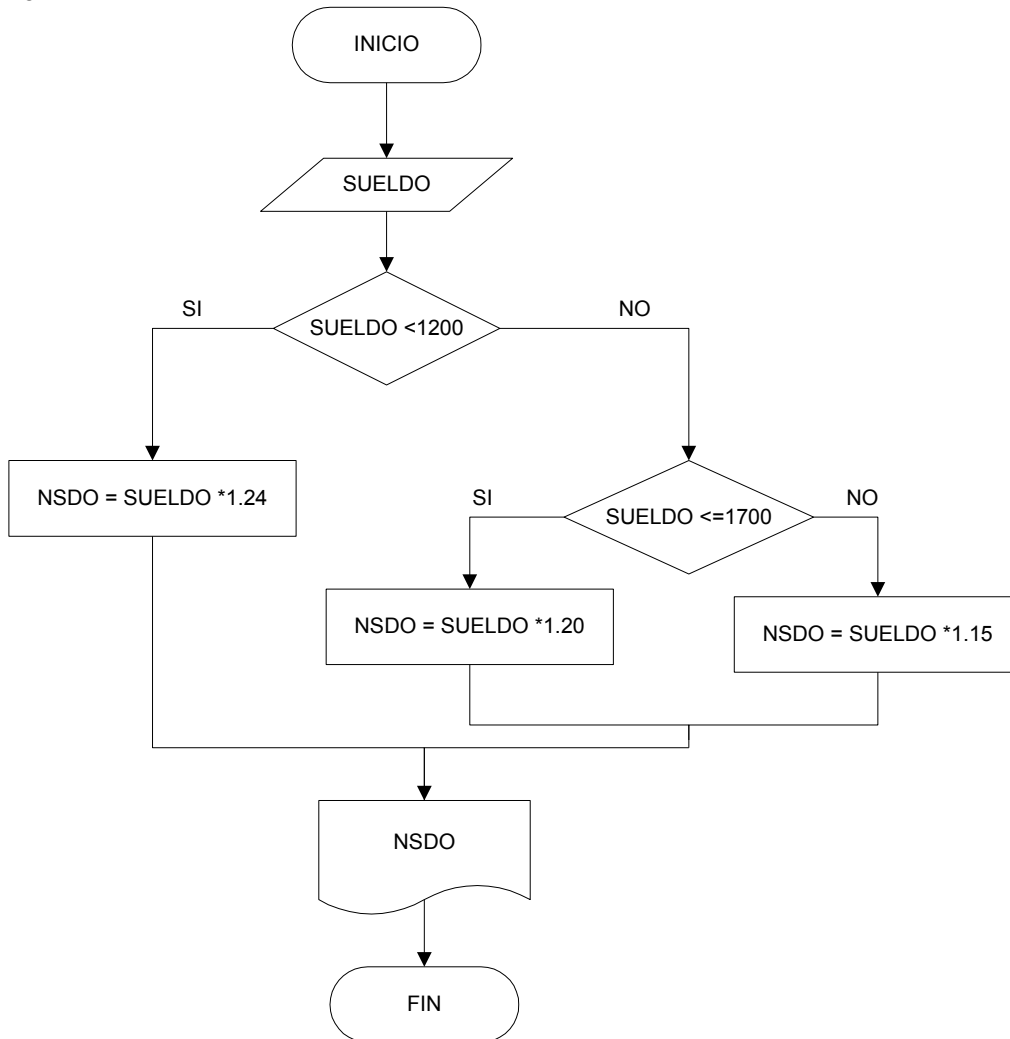 INICIO
SUELDO
SI
SUELDO <1200
NO
NSDO = SUELDO *1.24
SI
SUELDO <=1700
NO
NSDO = SUELDO *1.20
NSDO = SUELDO *1.15
NSDO
FIN